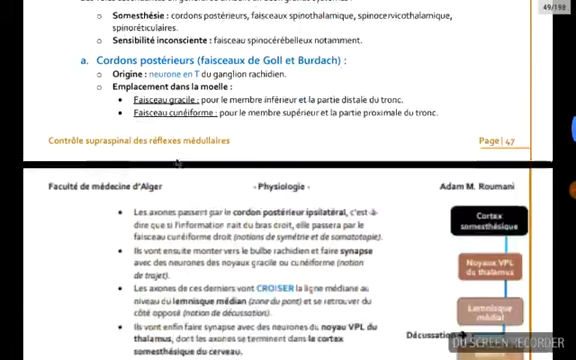 49/198
○ Somesthésie : cordons postérieurs, faisceaux spinothalamique, spinocervicothalamique,
spinoréticulaires.
○ Sensibilité inconsciente : faisceau spinocérébelleux notamment.
a. Cordons postérieurs (faisceaux de Goll et Burdach) :
○ Origine : neurone en T du ganglion rachidien.
○ Emplacement dans la moelle :
• Faisceau gracile : pour le membre inférieur et la partie distale du tronc.
• Faisceau cunéiforme : pour le membre supérieur et la partie proximale du tronc.
Contrôle supraspinal des réflexes médullaires Page | 47
Faculté de médecine d'Alger - Physiologie - Adam M. Roumani
• Les axones passent par le cordon postérieur ipsilatéral, c'est-à-
dire que si l'information nait du bras droit, elle passera par le
faisceau cunéiforme droit (notions de symétrie et de somatotopie).
• Ils vont ensuite monter vers le bulbe rachidien et faire synapse
avec des neurones des noyaux gracile ou cunéiforme (notion
de trajet).
• Les axones de ces derniers vont CROISER la ligne médiane au
niveau du lemnisque médian (zone du pont) et se retrouver du
côté opposé (notion de décussation).
• Ils vont enfin faire synapse avec des neurones du noyau VPL du
thalamus, dont les axones se terminent dans la cortex
somesthésique du cerveau.
Cortex
somesthésique
Noyaux VPL
du thalamus
Lemnisque
médial
Décussation
DU SCREEN RECORDER